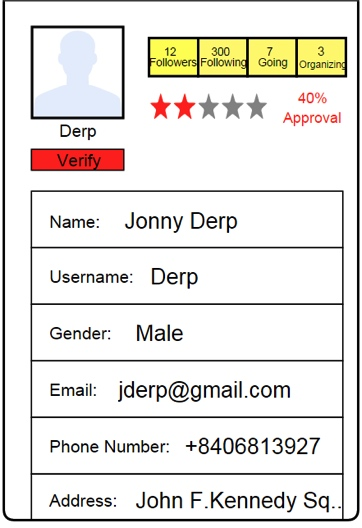 12 300 7 3
Followers Following Going Organizing
40%
Approval
Derp
Verify
Name: Jonny Derp
Username: Derp
Gender: Male
Email: jderp@gmail.com
Phone Number: +8406813927
Address: John F.Kennedy Sq..